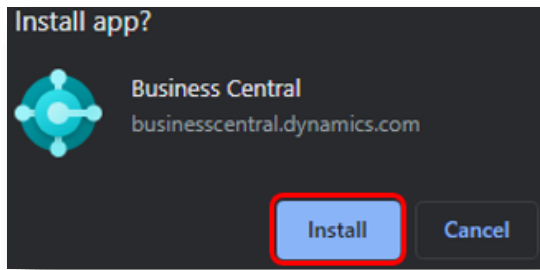 Install app?
Business Central
businesscentral.dynamics.com
Install
Cancel